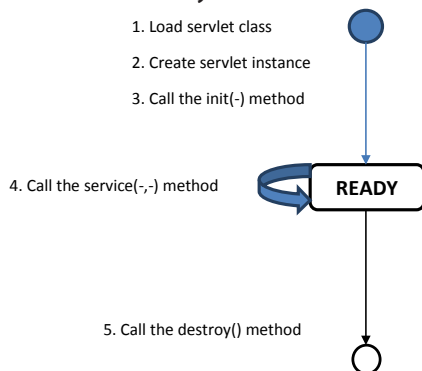 1. Load servlet class
2. Create servlet instance
3. Call the init(-) method
4. Call the service(-,-) method
READY
5. Call the destroy() method